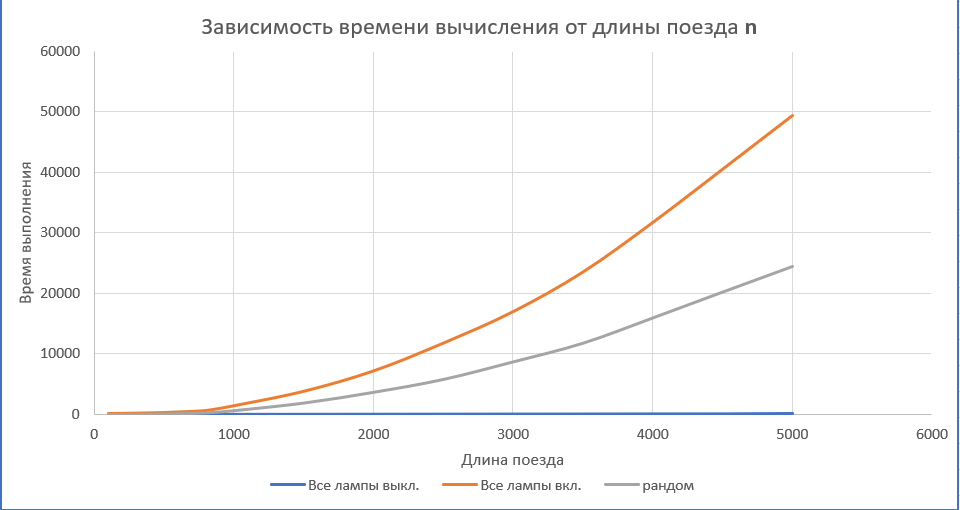 Зависимость времени вычисления от длины поезда n
60000
50000
40000
30000
20000
10000
0
Время выполнения
0 1000 2000 3000 4000 5000 6000
Длина поезда
Все лампы выкл. Все лампы вкл. рандом